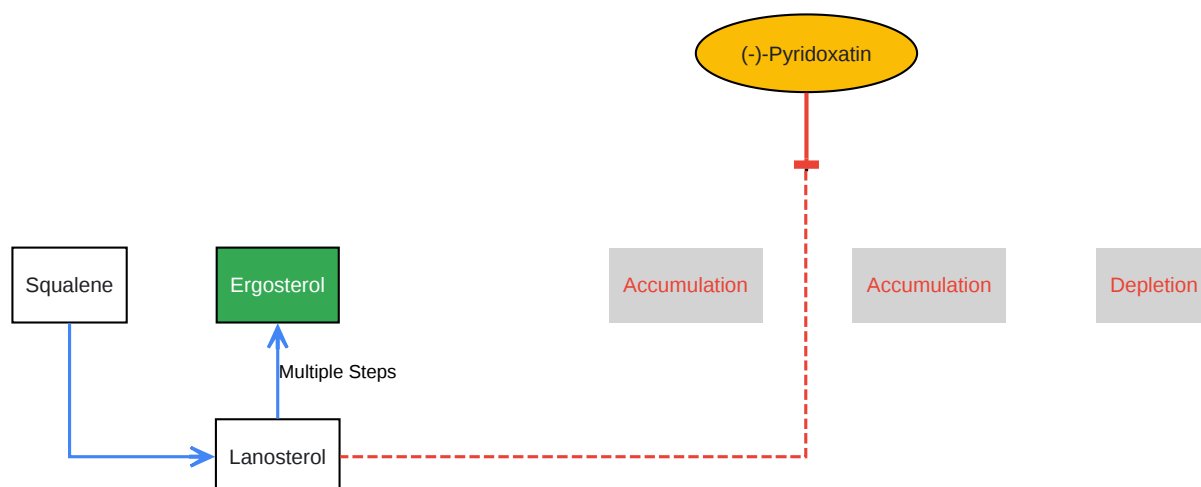 (-)-Pyridoxatin
Squalene
Ergosterol
Accumulation
Accumulation
Depletion
Multiple Steps
Lanosterol